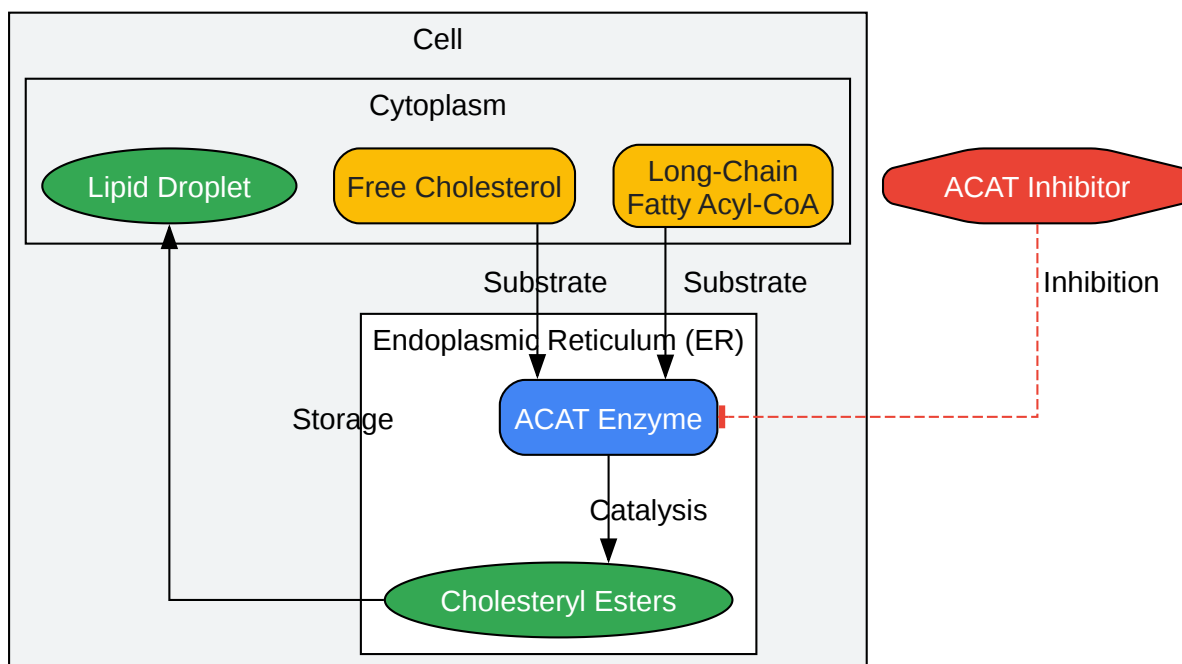 Cell
Cytoplasm
Lipid Droplet
Free Cholesterol
Long-Chain
Fatty Acyl-CoA
ACAT Inhibitor
Substrate
Substrate
Inhibition
Endoplasmic Reticulum (ER)
Storage
ACAT Enzyme
Catalysis
Cholesteryl Esters